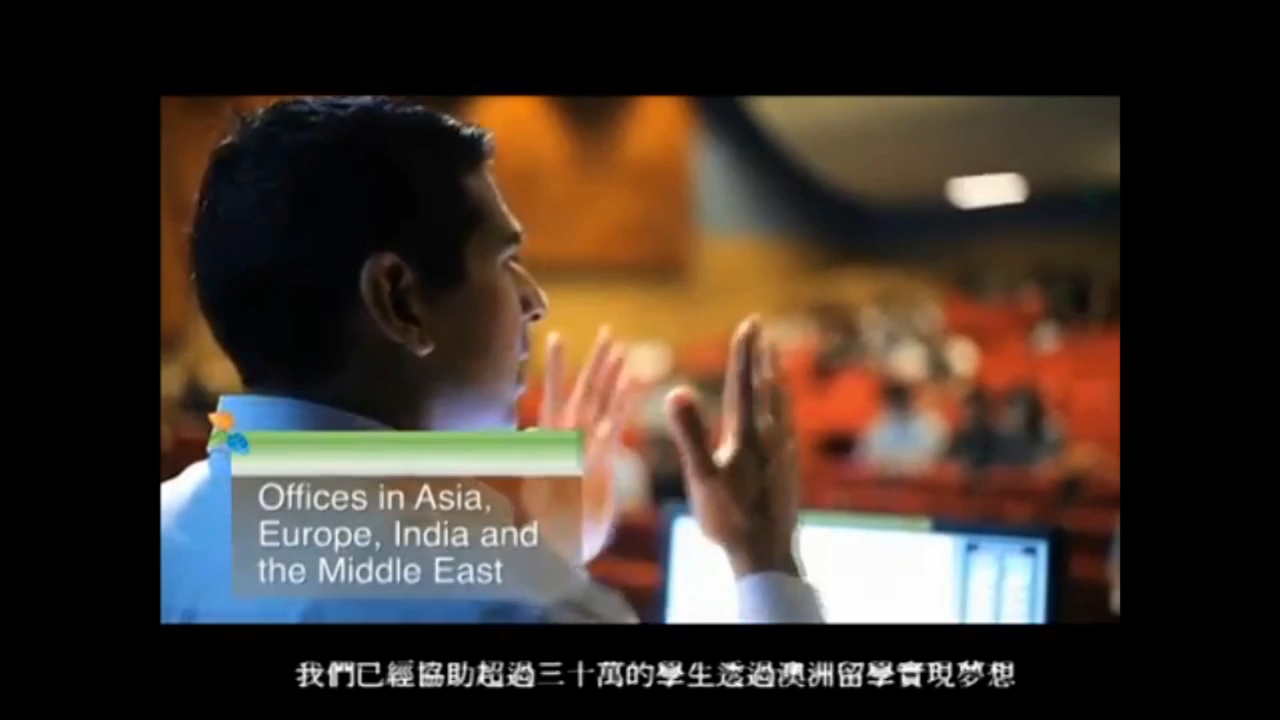 Offices in Asia,
Europe, India and
the Middle East
我們已經協助超過三十萬的學生透過澳洲留學實現夢想